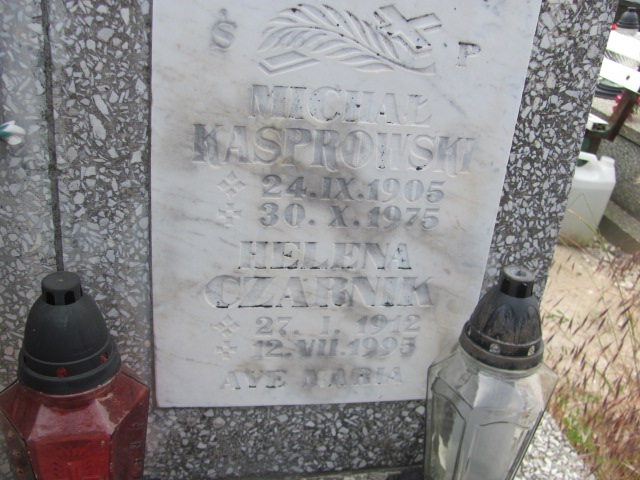 Ś P
MICHAŁ
KASPROWSKI
24.IX.1905
30.X.1975
HELENA
CZARNIK
27.I.1912
12.VII.1995
AVE MARIA